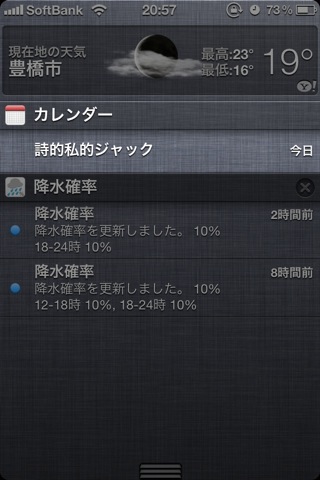 SoftBank 20:57 73%
現在地の天気
豊橋市
最高:23°
最低:16°
19°
Y!
カレンダー
詩的私的ジャック 今日
降水確率
降水確率 2時間前
降水確率を更新しました。 10%
18-24時 10%
降水確率 8時間前
降水確率を更新しました。 10%
12-18時 10%, 18-24時 10%